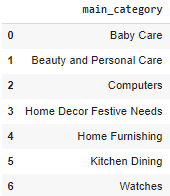 main_category
0 Baby Care
1 Beauty and Personal Care
2 Computers
3 Home Decor Festive Needs
4 Home Furnishing
5 Kitchen Dining
6 Watches